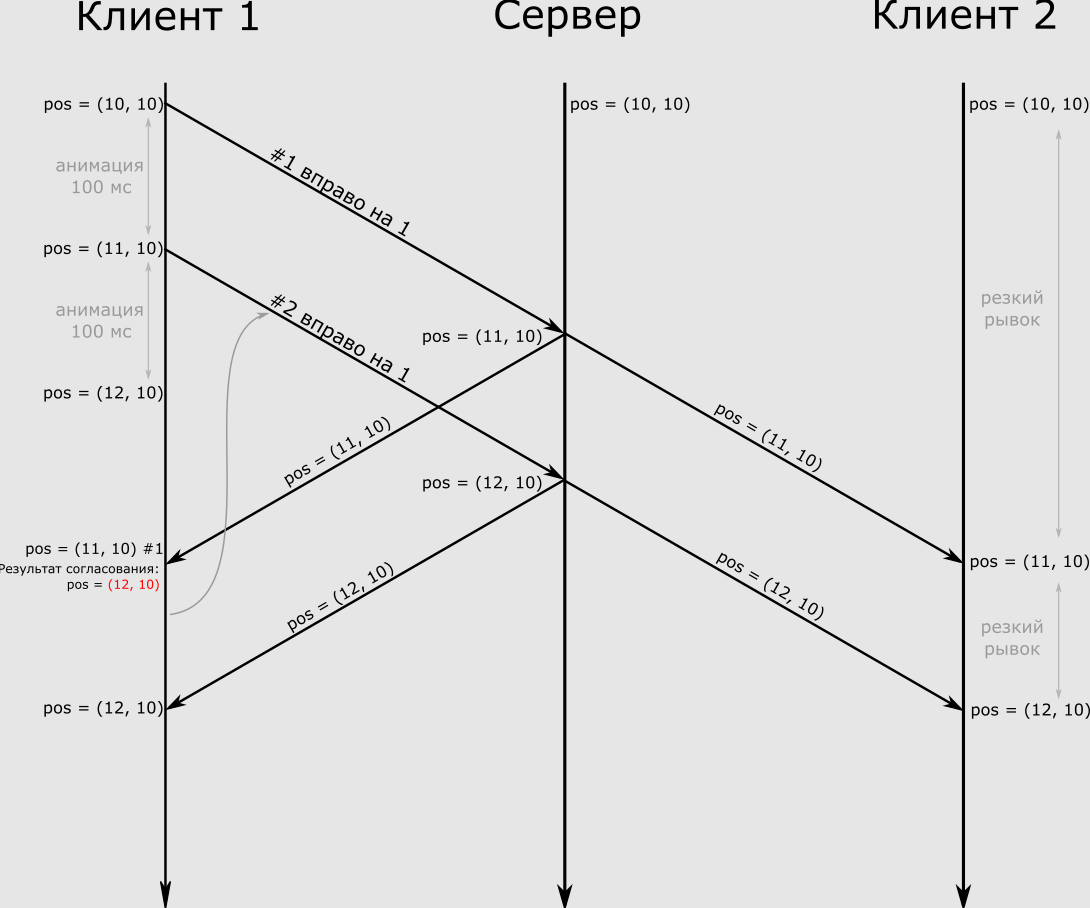 Клиент 1
Сервер
Клиент 2
pos = (10, 10)
pos = (10, 10)
pos = (10, 10)
анимация
100 мс
#1 вправо на 1
pos = (11, 10)
анимация
100 мс
#2 вправо на 1
резкий
рывок
pos = (11, 10)
pos = (12, 10)
pos = (11, 10)
pos = (11, 10)
pos = (12, 10)
pos = (11, 10) #1
Результат согласования:
pos = (12, 10)
pos = (11, 10)
pos = (12, 10)
pos = (12, 10)
резкий
рывок
pos = (12, 10)
pos = (12, 10)